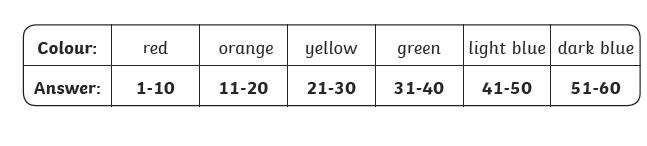 Colour: red orange yellow green light blue dark blue
Answer: 1-10 11-20 21-30 31-40 41-50 51-60